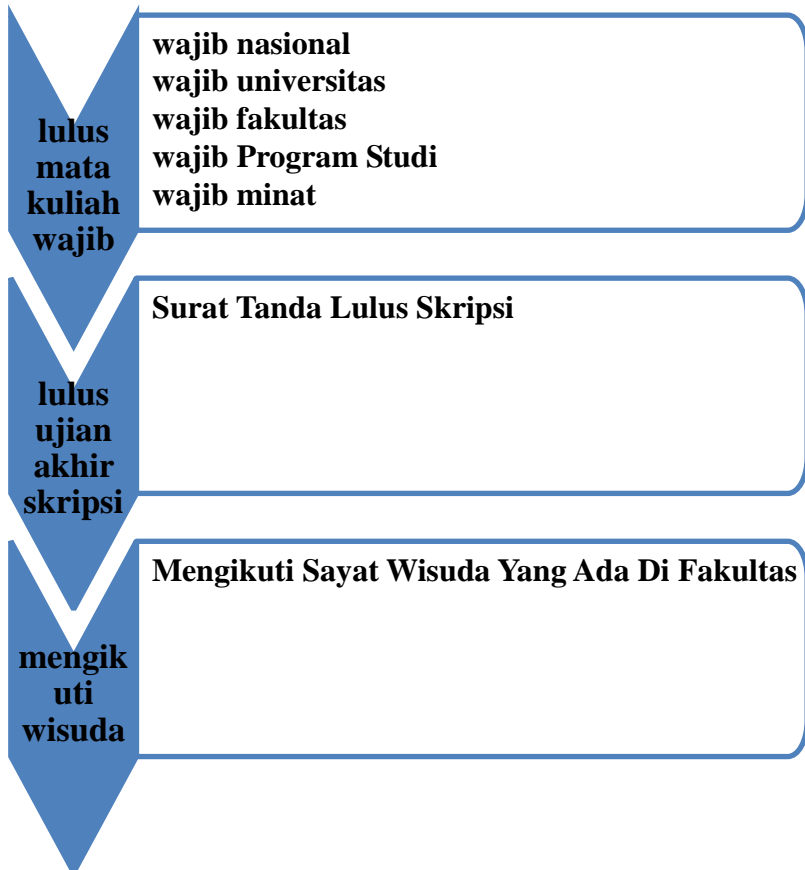 lulus
mata
kuliah
wajib
wajib nasional
wajib universitas
wajib fakultas
wajib Program Studi
wajib minat
lulus
ujian
akhir
skripsi
Surat Tanda Lulus Skripsi
mengik
uti
wisuda
Mengikuti Sayat Wisuda Yang Ada Di Fakultas